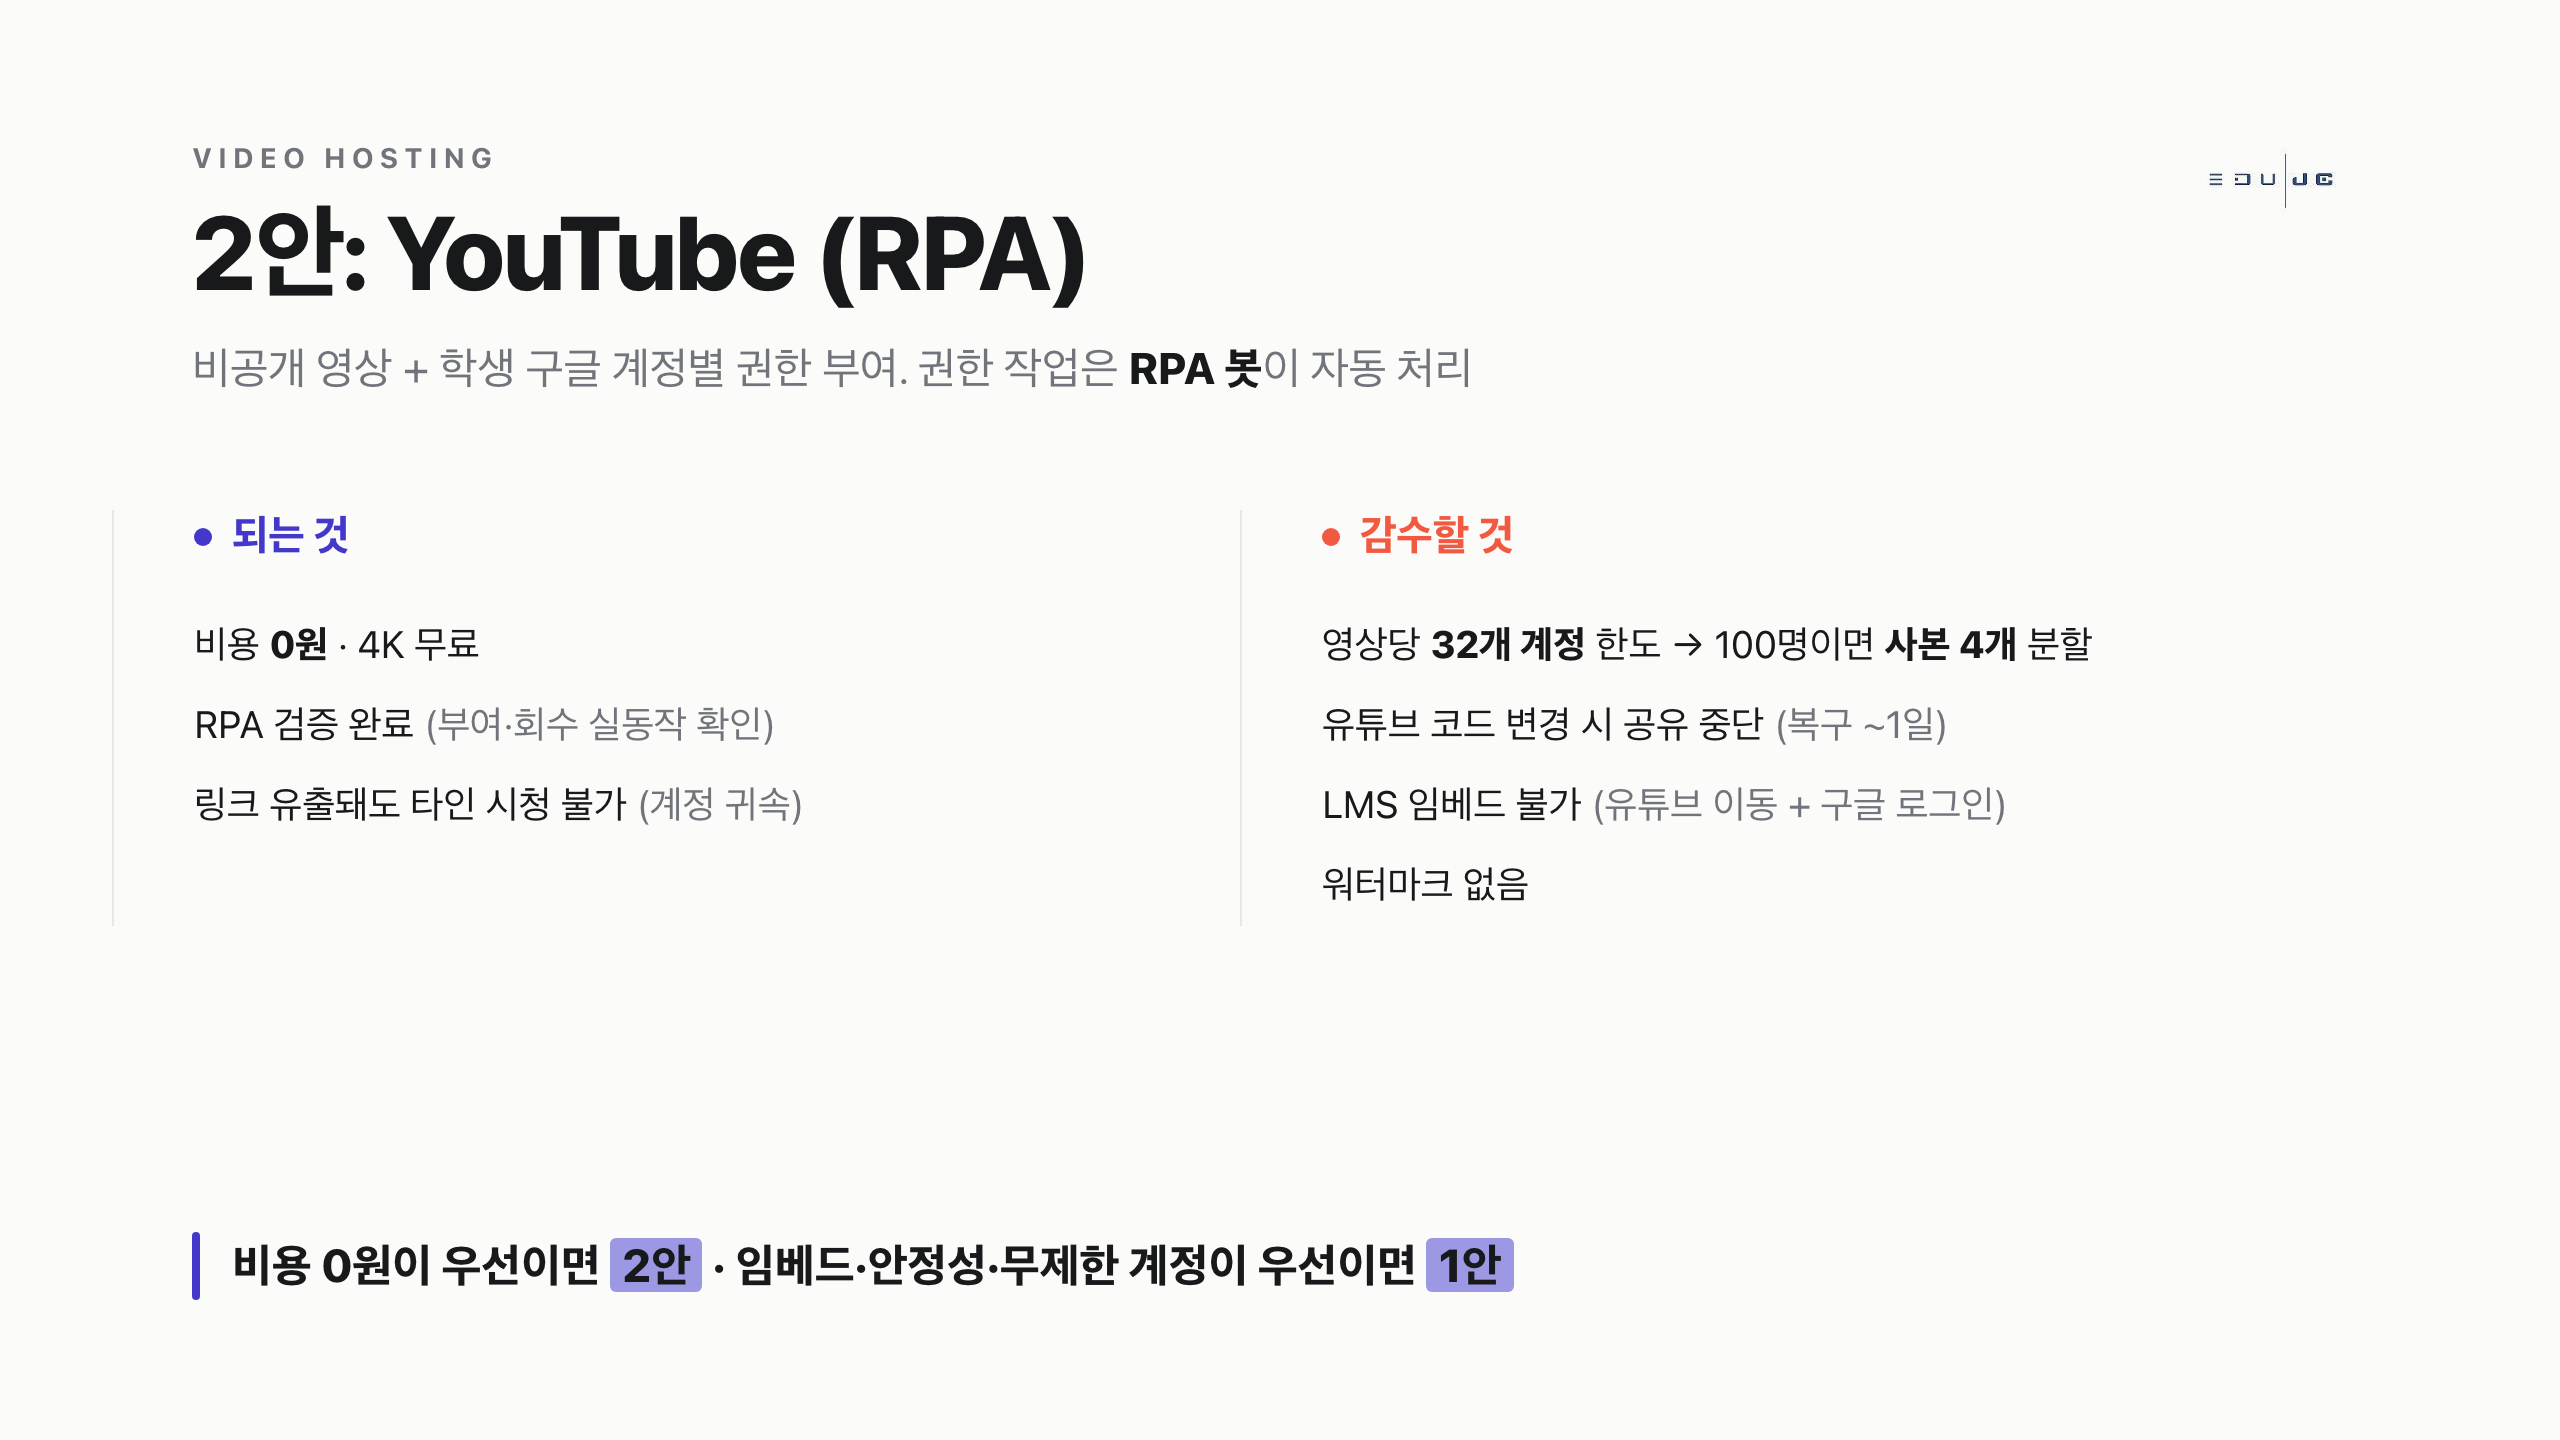 VIDEO HOSTING
EDU JG
2안: YouTube (RPA)
비공개 영상 + 학생 구글 계정별 권한 부여. 권한 작업은 RPA 봇이 자동 처리
되는 것
비용 0원 · 4K 무료
RPA 검증 완료 (부여·회수 실동작 확인)
링크 유출돼도 타인 시청 불가 (계정 귀속)
감수할 것
영상당 32개 계정 한도 → 100명이면 사본 4개 분할
유튜브 코드 변경 시 공유 중단 (복구 ~1일)
LMS 임베드 불가 (유튜브 이동 + 구글 로그인)
워터마크 없음
비용 0원이 우선이면 2안 · 임베드·안정성·무제한 계정이 우선이면 1안